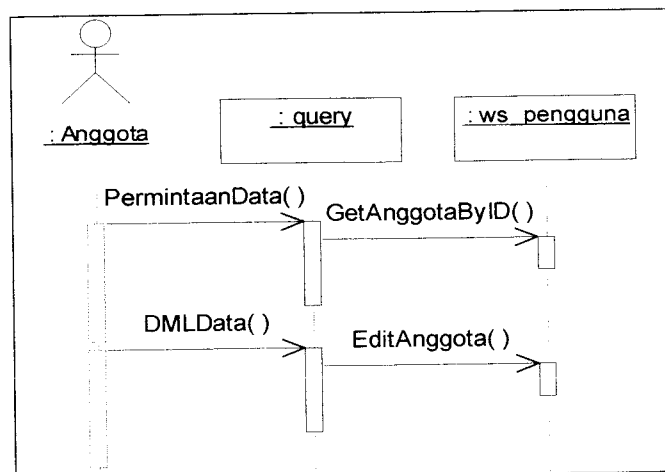 : Anggota
: query
: ws_pengguna
PermintaanData( )
GetAnggotaByID( )
DMLData( )
EditAnggota( )